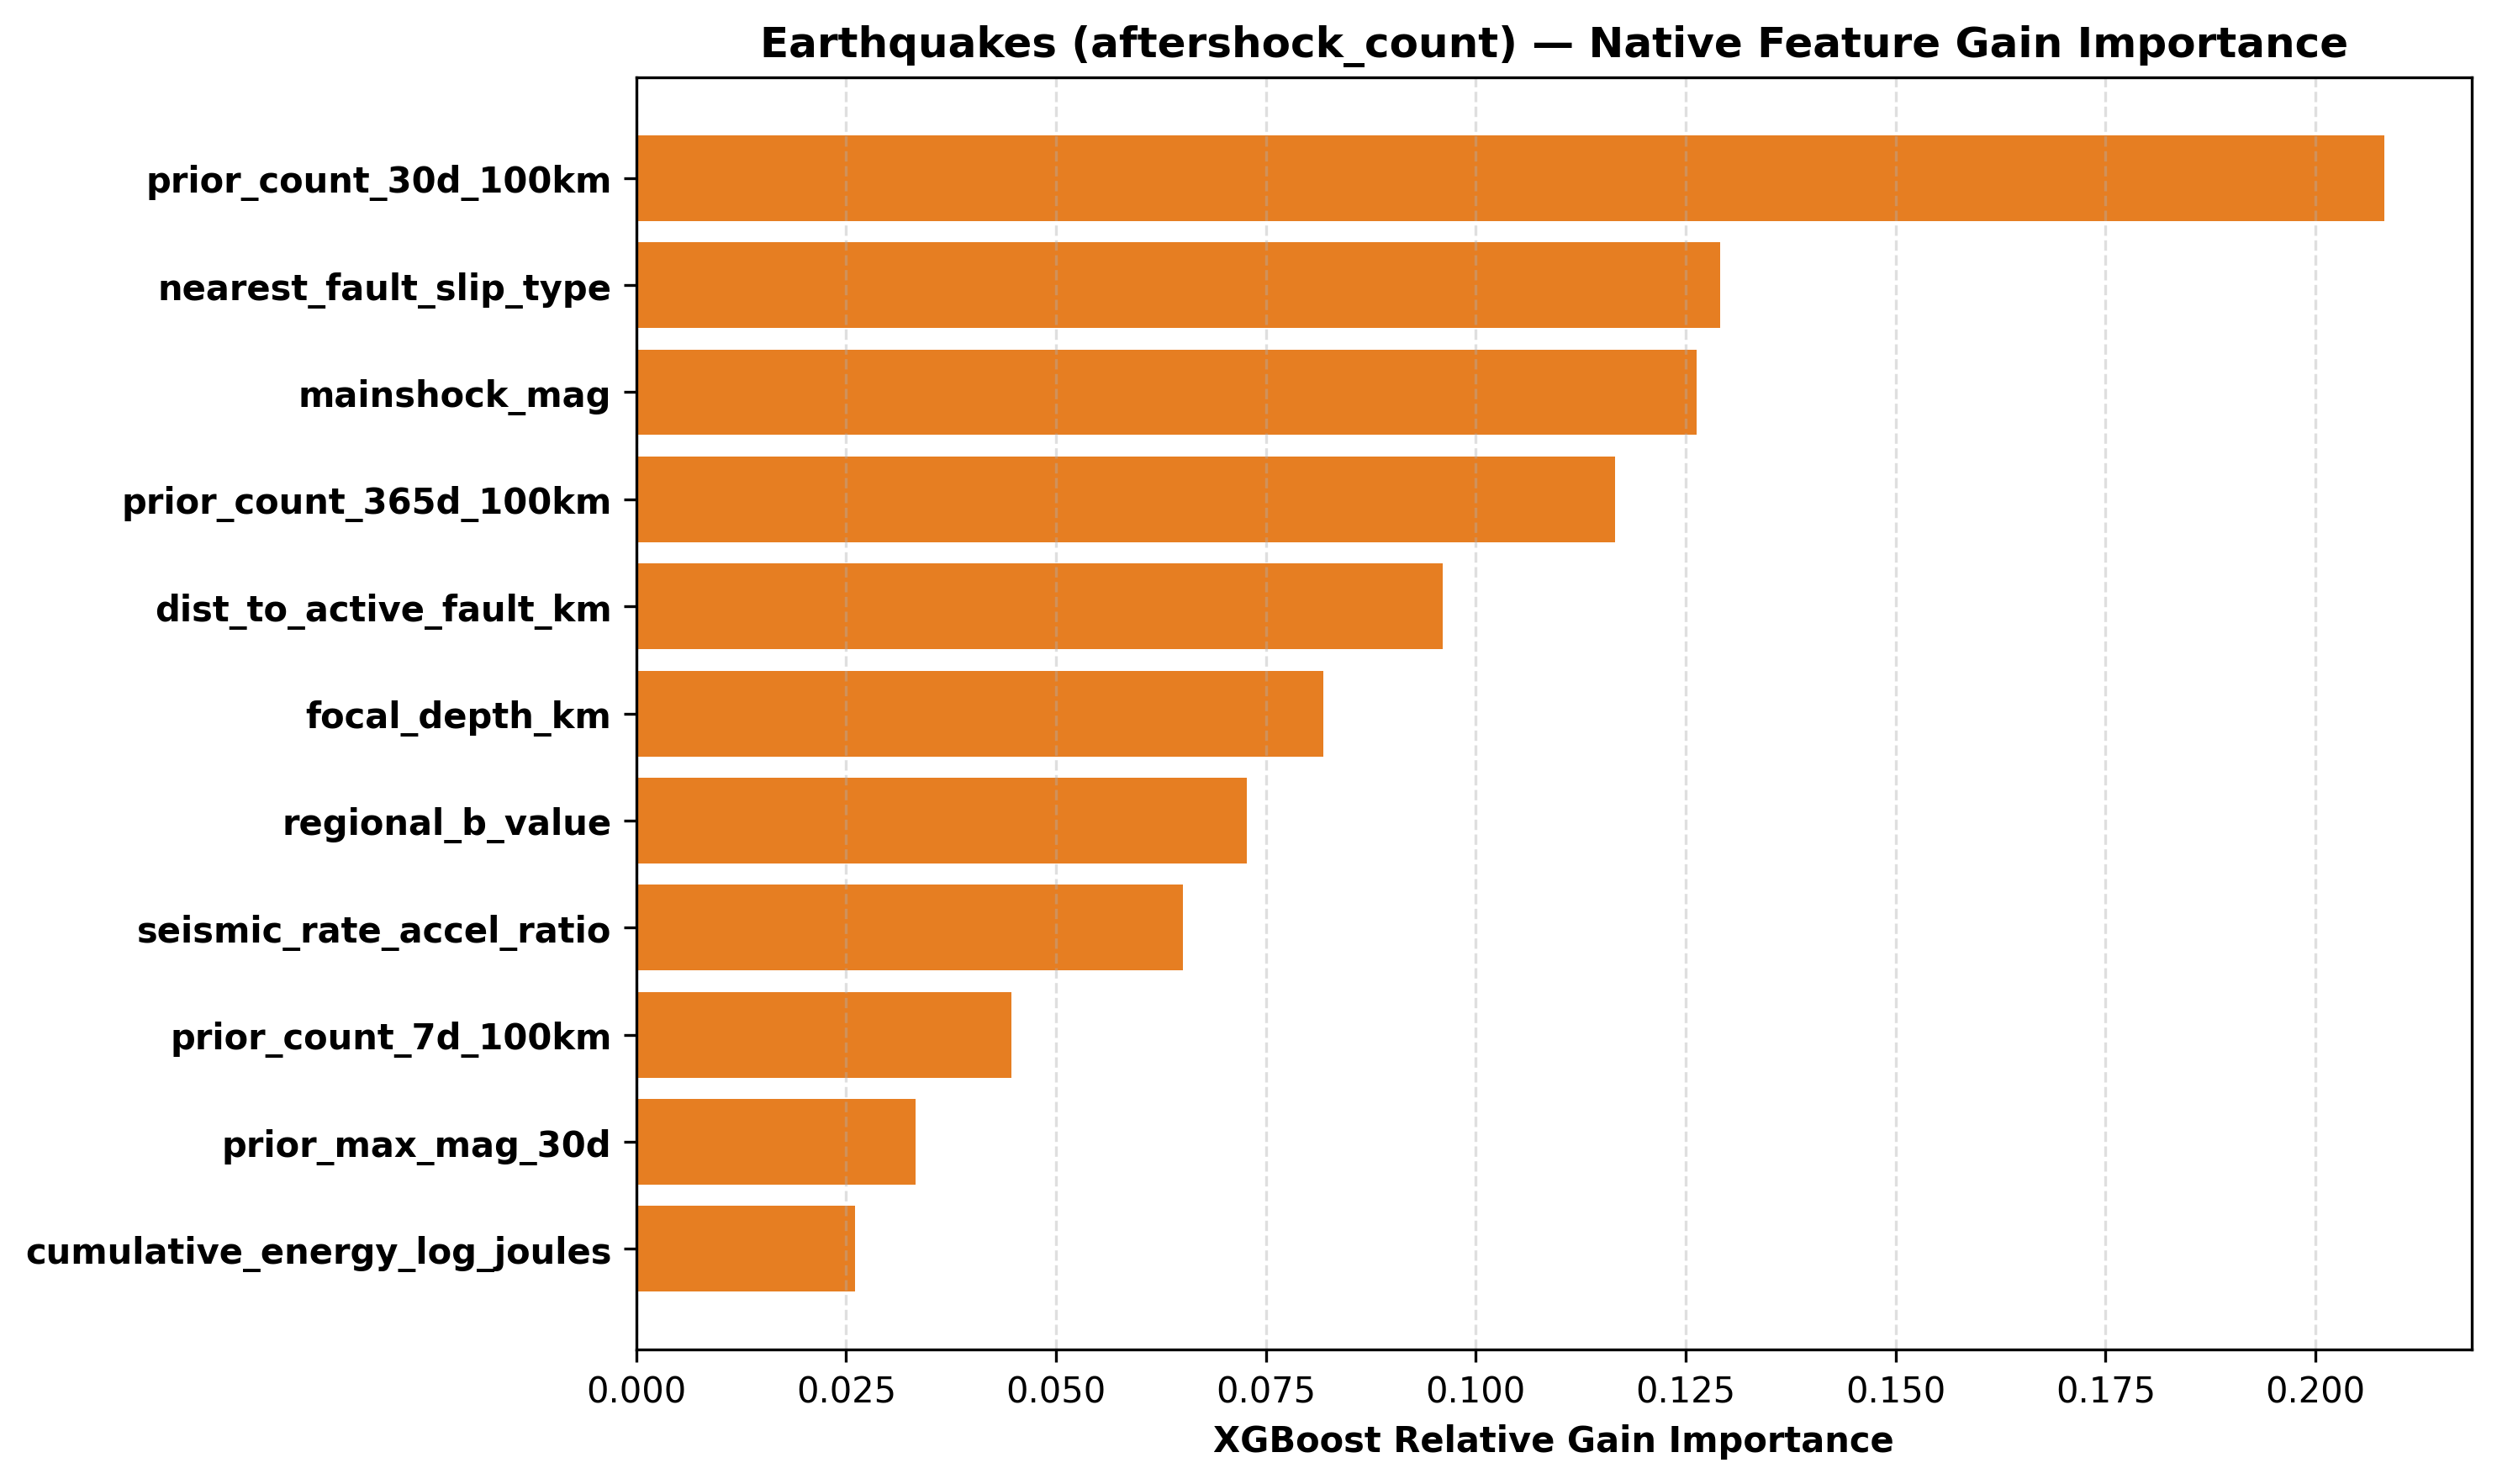 Earthquakes (aftershock_count) — Native Feature Gain Importance
prior_count_30d_100km
nearest_fault_slip_type
mainshock_mag
prior_count_365d_100km
dist_to_active_fault_km
focal_depth_km
regional_b_value
seismic_rate_accel_ratio
prior_count_7d_100km
prior_max_mag_30d
cumulative_energy_log_joules
0.000 0.025 0.050 0.075 0.100 0.125 0.150 0.175 0.200
XGBoost Relative Gain Importance